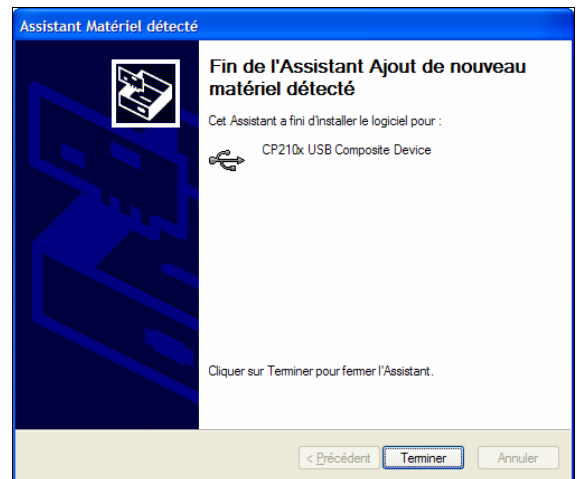 Assistant Matériel détecté
Fin de l'Assistant Ajout de nouveau
matériel détecté
Cet Assistant a fini d'installer le logiciel pour :
CP210x USB Composite Device
Cliquer sur Terminer pour fermer l'Assistant.
< Précédent Terminer Annuler